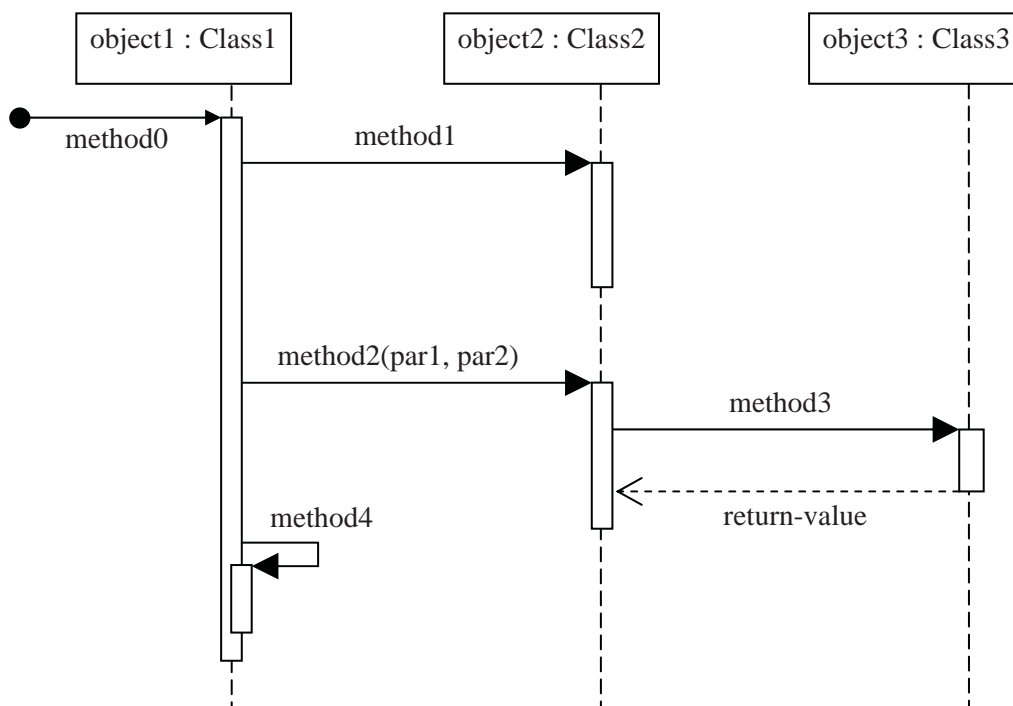 object1 : Class1
object2 : Class2
object3 : Class3
method0
method1
method2(par1, par2)
method3
return-value
method4